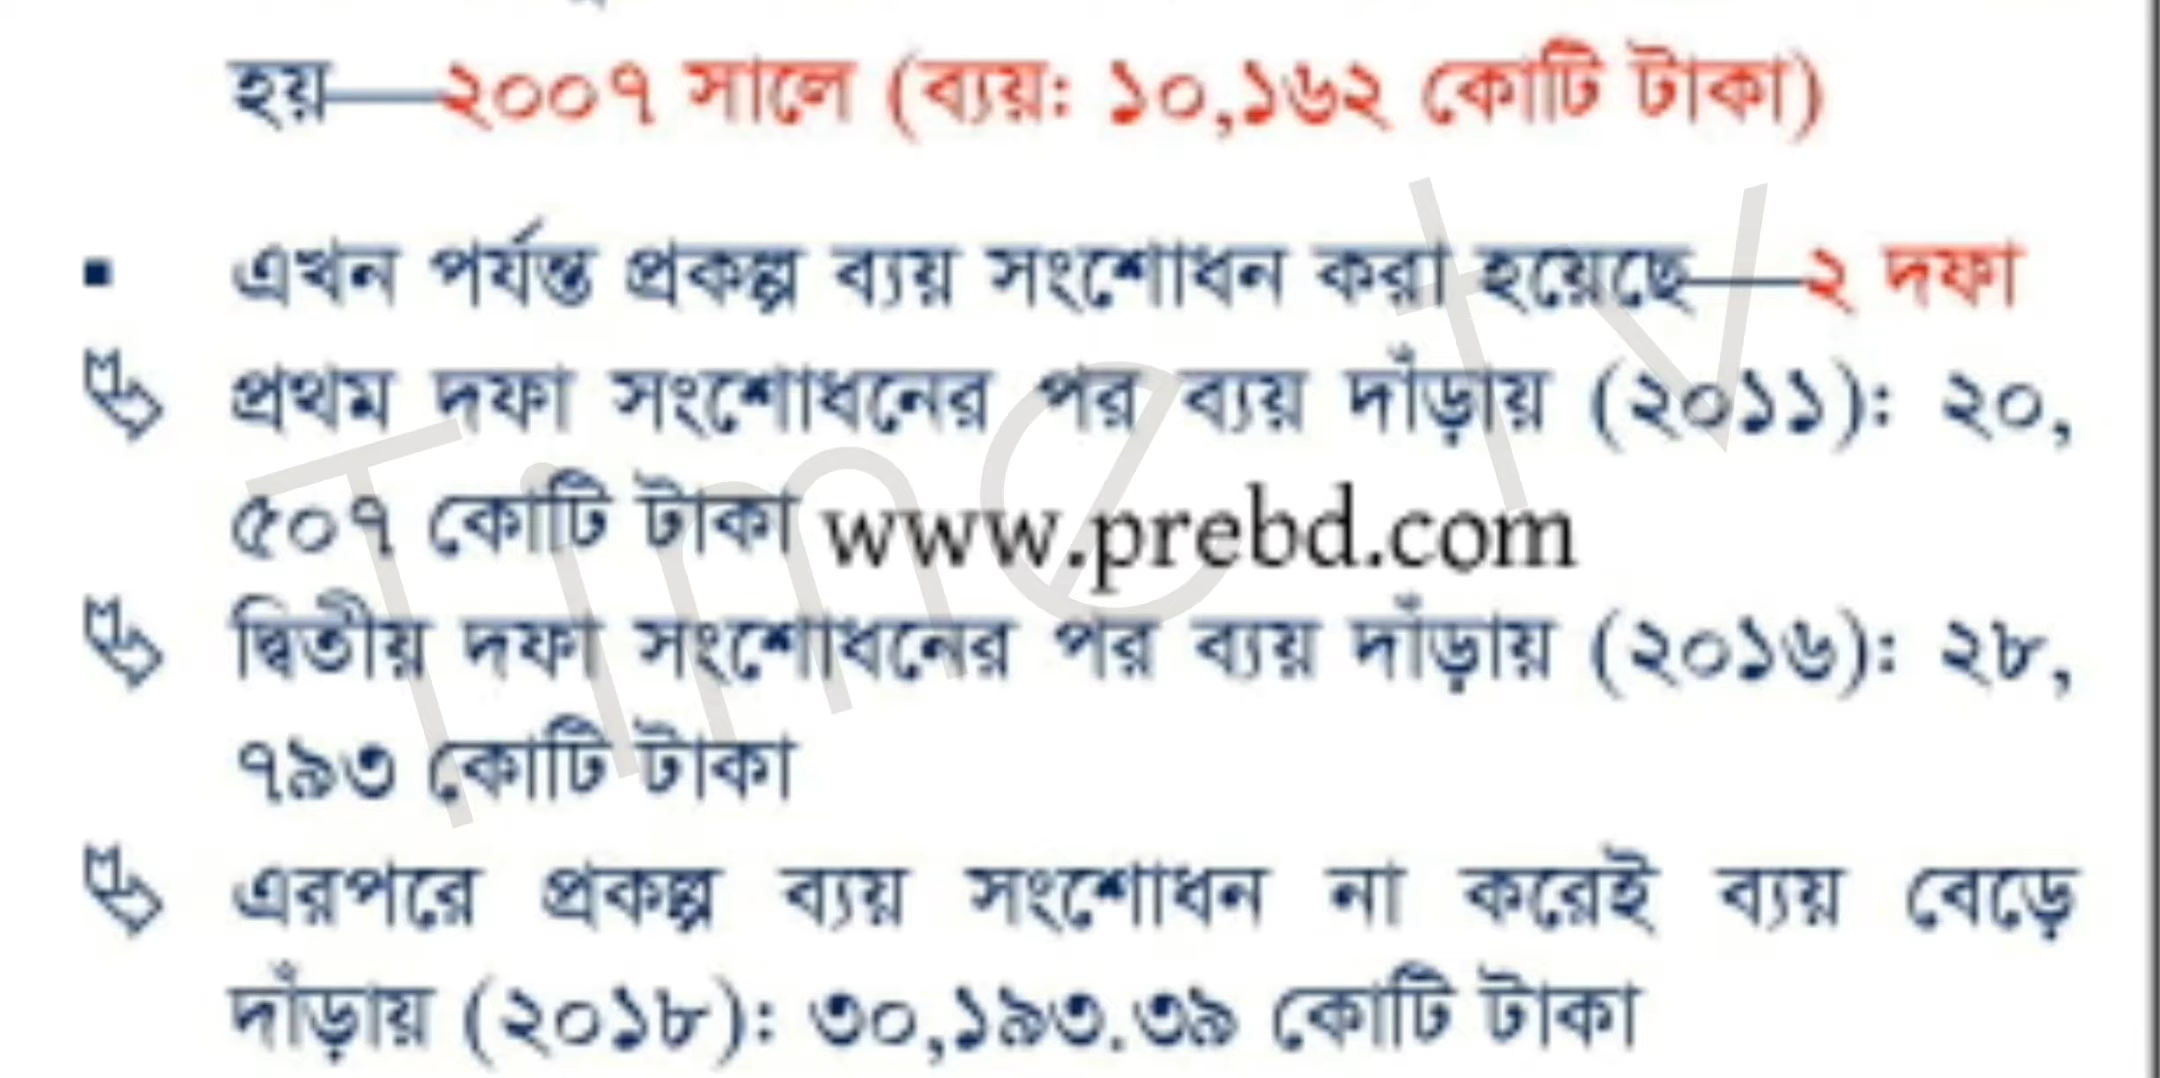 হয়—২০০৭ সালে (ব্যয়ঃ ১০,১৬২ কোটি টাকা)
▪ এখন পর্যন্ত প্রকল্প ব্যয় সংশোধন করা হয়েছে—২ দফা
প্রথম দফা সংশোধনের পর ব্যয় দাঁড়ায় (২০১১)ঃ ২০,
৫০৭ কোটি টাকা www.prebd.com
দ্বিতীয় দফা সংশোধনের পর ব্যয় দাঁড়ায় (২০১৬)ঃ ২৮,
৭৯৩ কোটি টাকা
এরপরে প্রকল্প ব্যয় সংশোধন না করেই ব্যয় বেড়ে
দাঁড়ায় (২০১৮)ঃ ৩০,১৯৩.৩৯ কোটি টাকা
Time tv